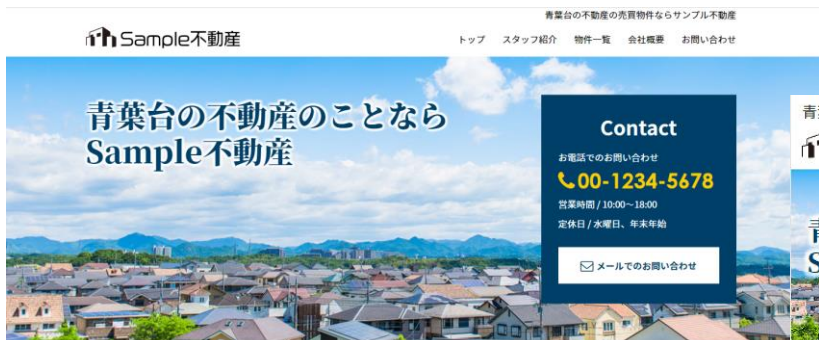 青葉台の不動産の売買物件ならサンプル不動産
Sample不動産
トップ スタッフ紹介 物件一覧 会社概要 お問い合わせ
青葉台の不動産のことなら
Sample不動産
Contact
お電話でのお問い合わせ
00-1234-5678
営業時間 / 10:00〜18:00
定休日 / 水曜日、年末年始
メールでのお問い合わせ
青
S